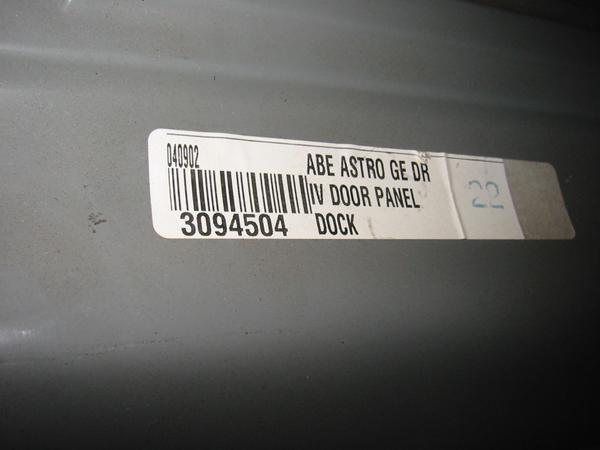 040902
3094504
ABE ASTRO GE DR
IV DOOR PANEL
DOCK
22